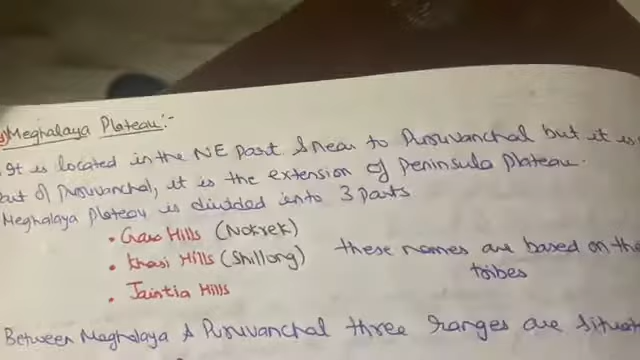 Meghalaya Plateau:-
It is located in the NE part & near to Purvanchal but it is
of Purvanchal, it is the extension of Peninsula Plateau.
Meghalaya Plateau is divided into 3 parts
• Garo Hills (Nokrek)
• Khasi Hills (Shillong) these names are based on the
tribes
• Jaintia Hills
Between Meghalaya & Purvanchal three ranges are